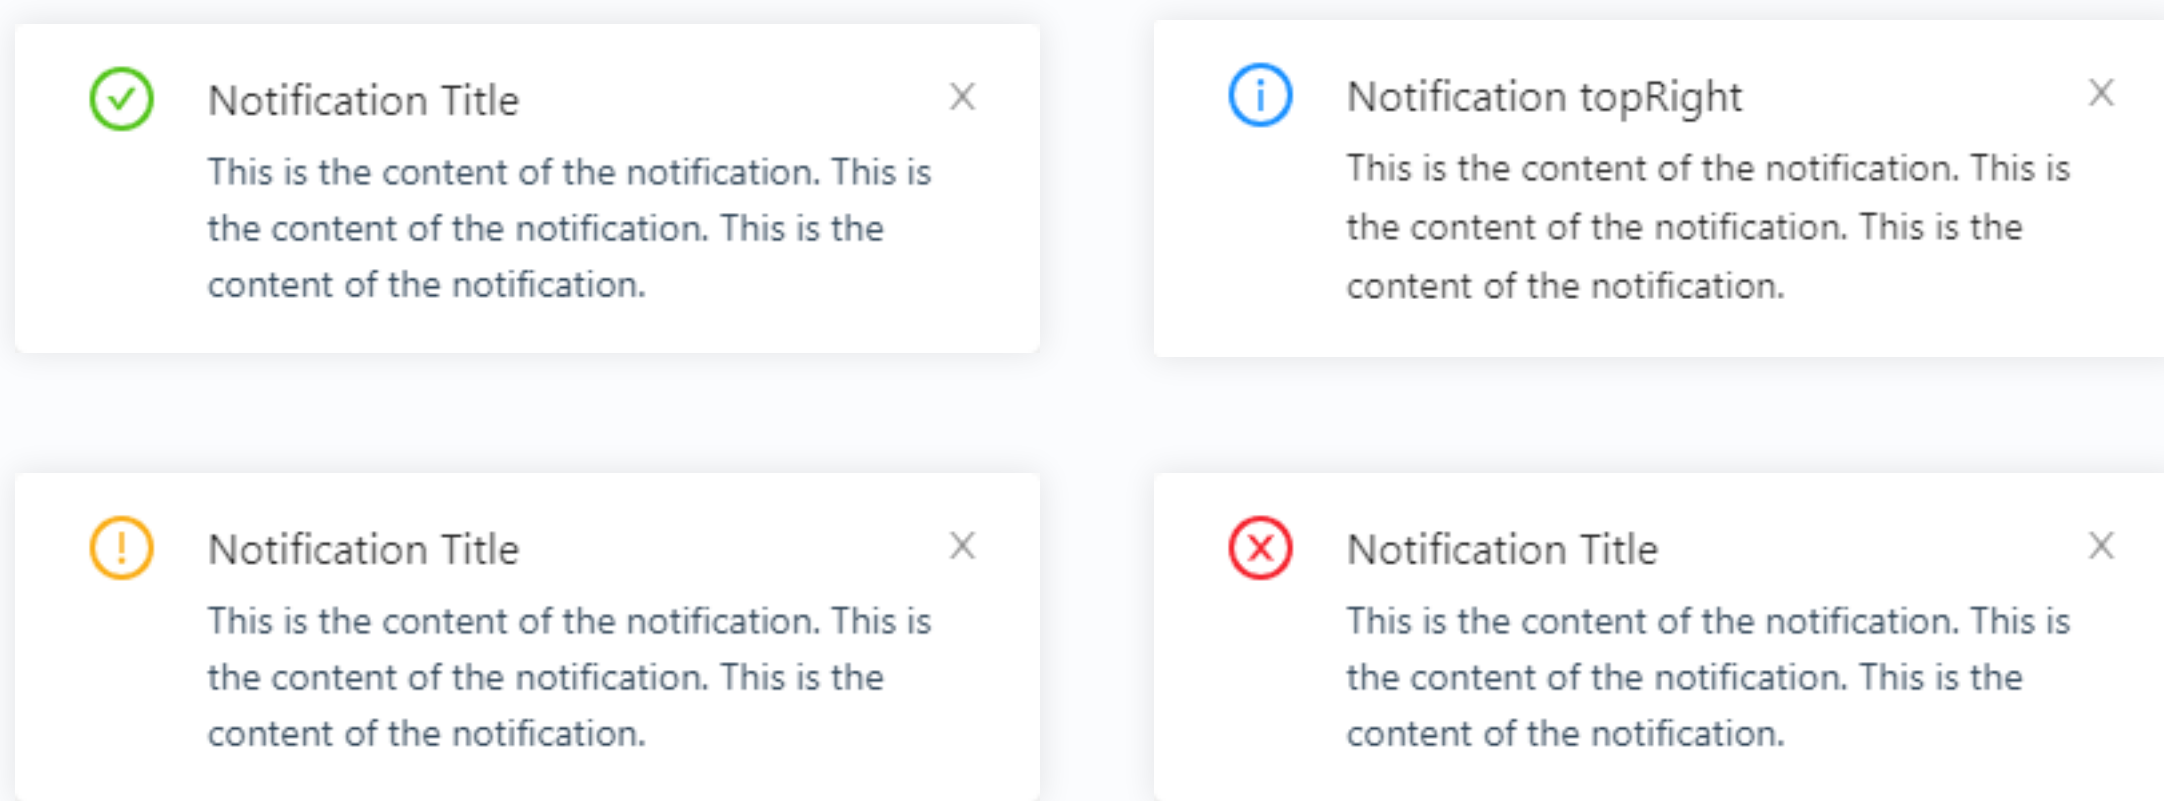 Notification Title
This is the content of the notification. This is
the content of the notification. This is the
content of the notification.
Notification topRight
This is the content of the notification. This is
the content of the notification. This is the
content of the notification.
Notification Title
This is the content of the notification. This is
the content of the notification. This is the
content of the notification.
Notification Title
This is the content of the notification. This is
the content of the notification. This is the
content of the notification.